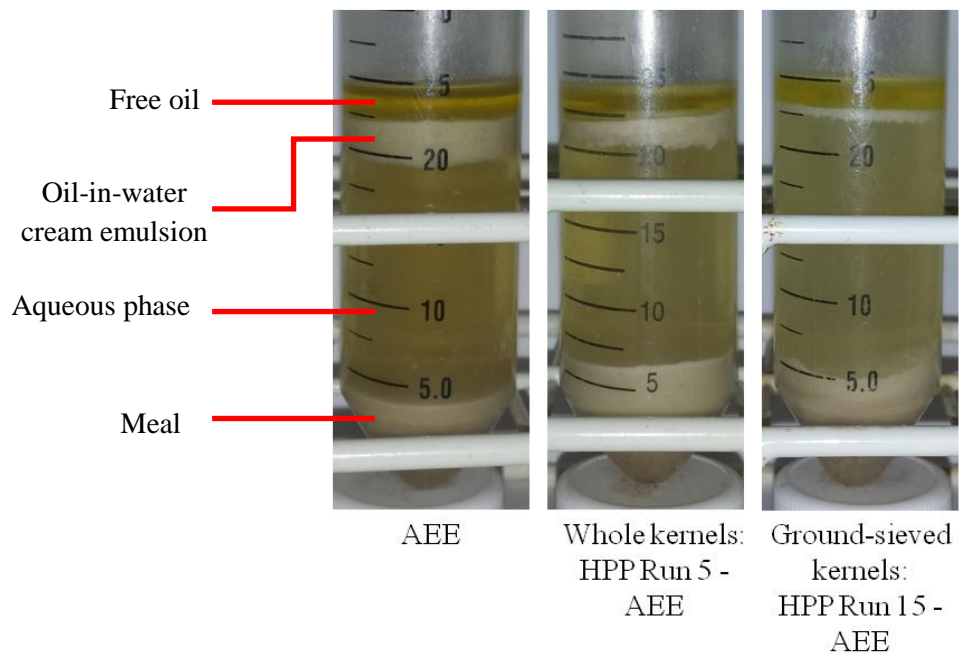 Free oil
Oil-in-water
cream emulsion
Aqueous phase
Meal
25
20
10
5.0
25
20
15
10
5
25
20
10
5.0
AEE
Whole kernels:
HPP Run 5 -
AEE
Ground-sieved
kernels:
HPP Run 15 -
AEE